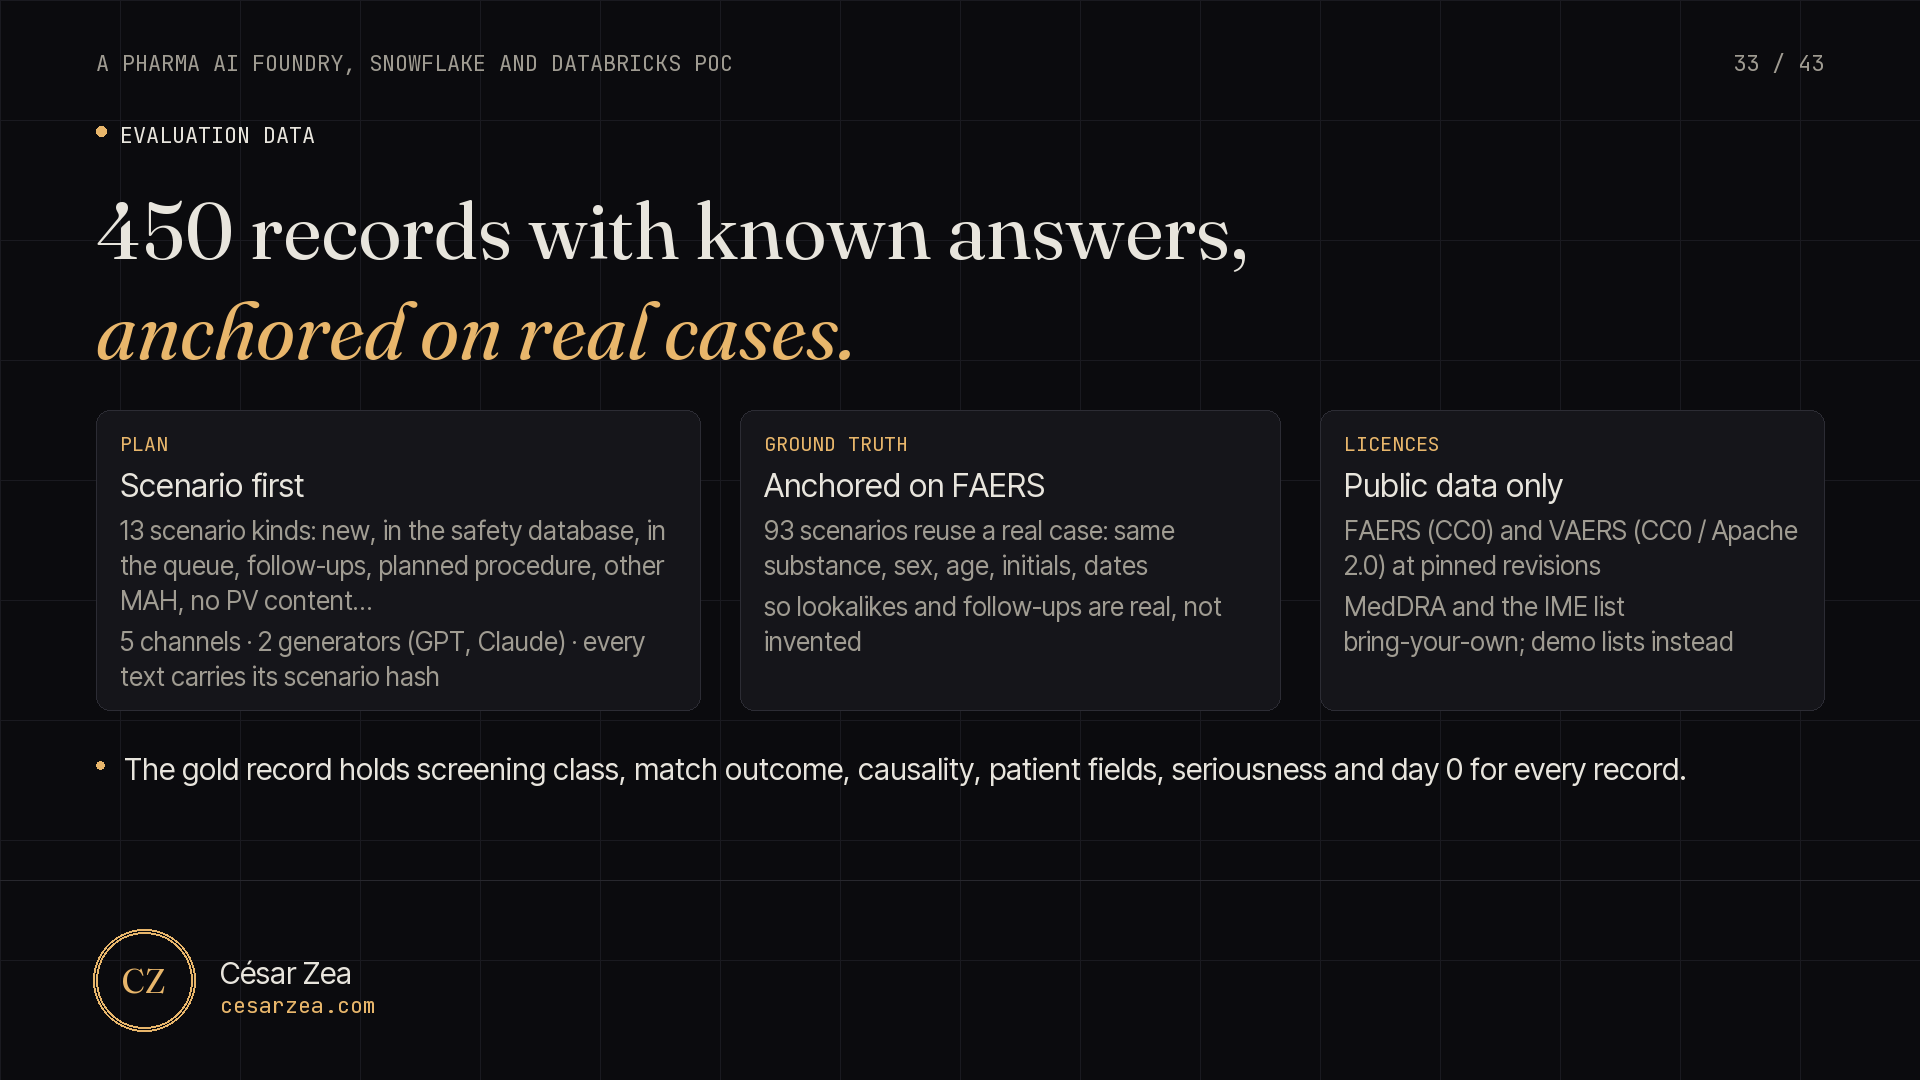 A PHARMA AI FOUNDRY, SNOWFLAKE AND DATABRICKS POC
33 / 43
EVALUATION DATA
450 records with known answers,
anchored on real cases.
PLAN
Scenario first
13 scenario kinds: new, in the safety database, in
the queue, follow-ups, planned procedure, other
MAH, no PV content…
5 channels · 2 generators (GPT, Claude) · every
text carries its scenario hash
GROUND TRUTH
Anchored on FAERS
93 scenarios reuse a real case: same
substance, sex, age, initials, dates
so lookalikes and follow-ups are real, not
invented
LICENCES
Public data only
FAERS (CC0) and VAERS (CC0 / Apache
2.0) at pinned revisions
MedDRA and the IME list
bring-your-own; demo lists instead
• The gold record holds screening class, match outcome, causality, patient fields, seriousness and day 0 for every record.
CZ
César Zea
cesarzea.com